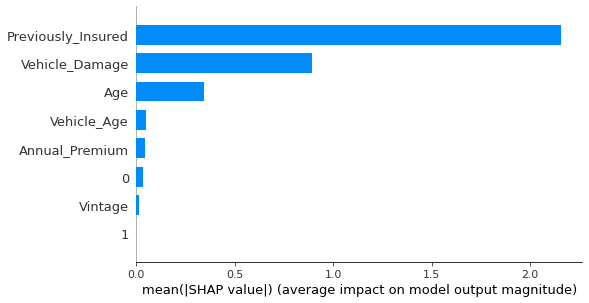 Previously_Insured
Vehicle_Damage
Age
Vehicle_Age
Annual_Premium
0
Vintage
1
0.0 0.5 1.0 1.5 2.0
mean(|SHAP value|) (average impact on model output magnitude)